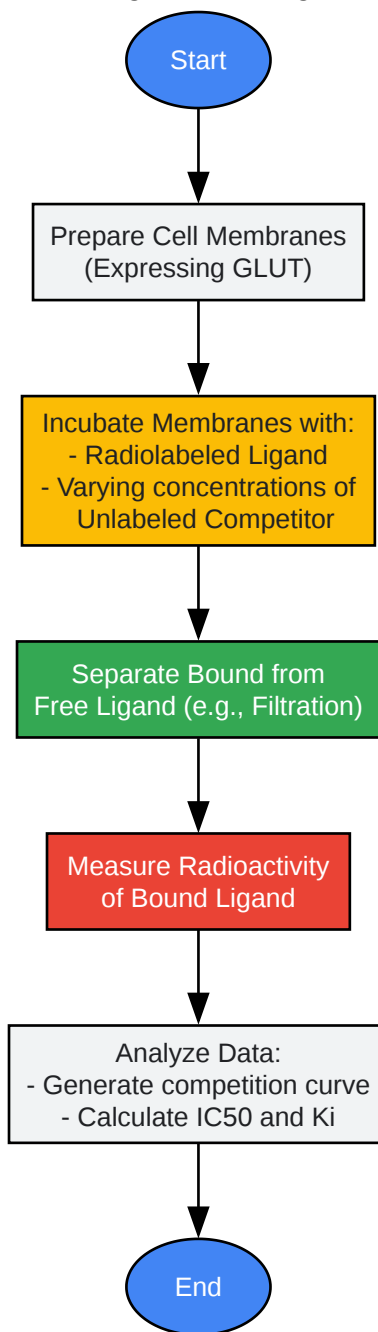 Start
Prepare Cell Membranes
(Expressing GLUT)
Incubate Membranes with:
- Radiolabeled Ligand
- Varying concentrations of
Unlabeled Competitor
Separate Bound from
Free Ligand (e.g., Filtration)
Measure Radioactivity
of Bound Ligand
Analyze Data:
- Generate competition curve
- Calculate IC50 and Ki
End